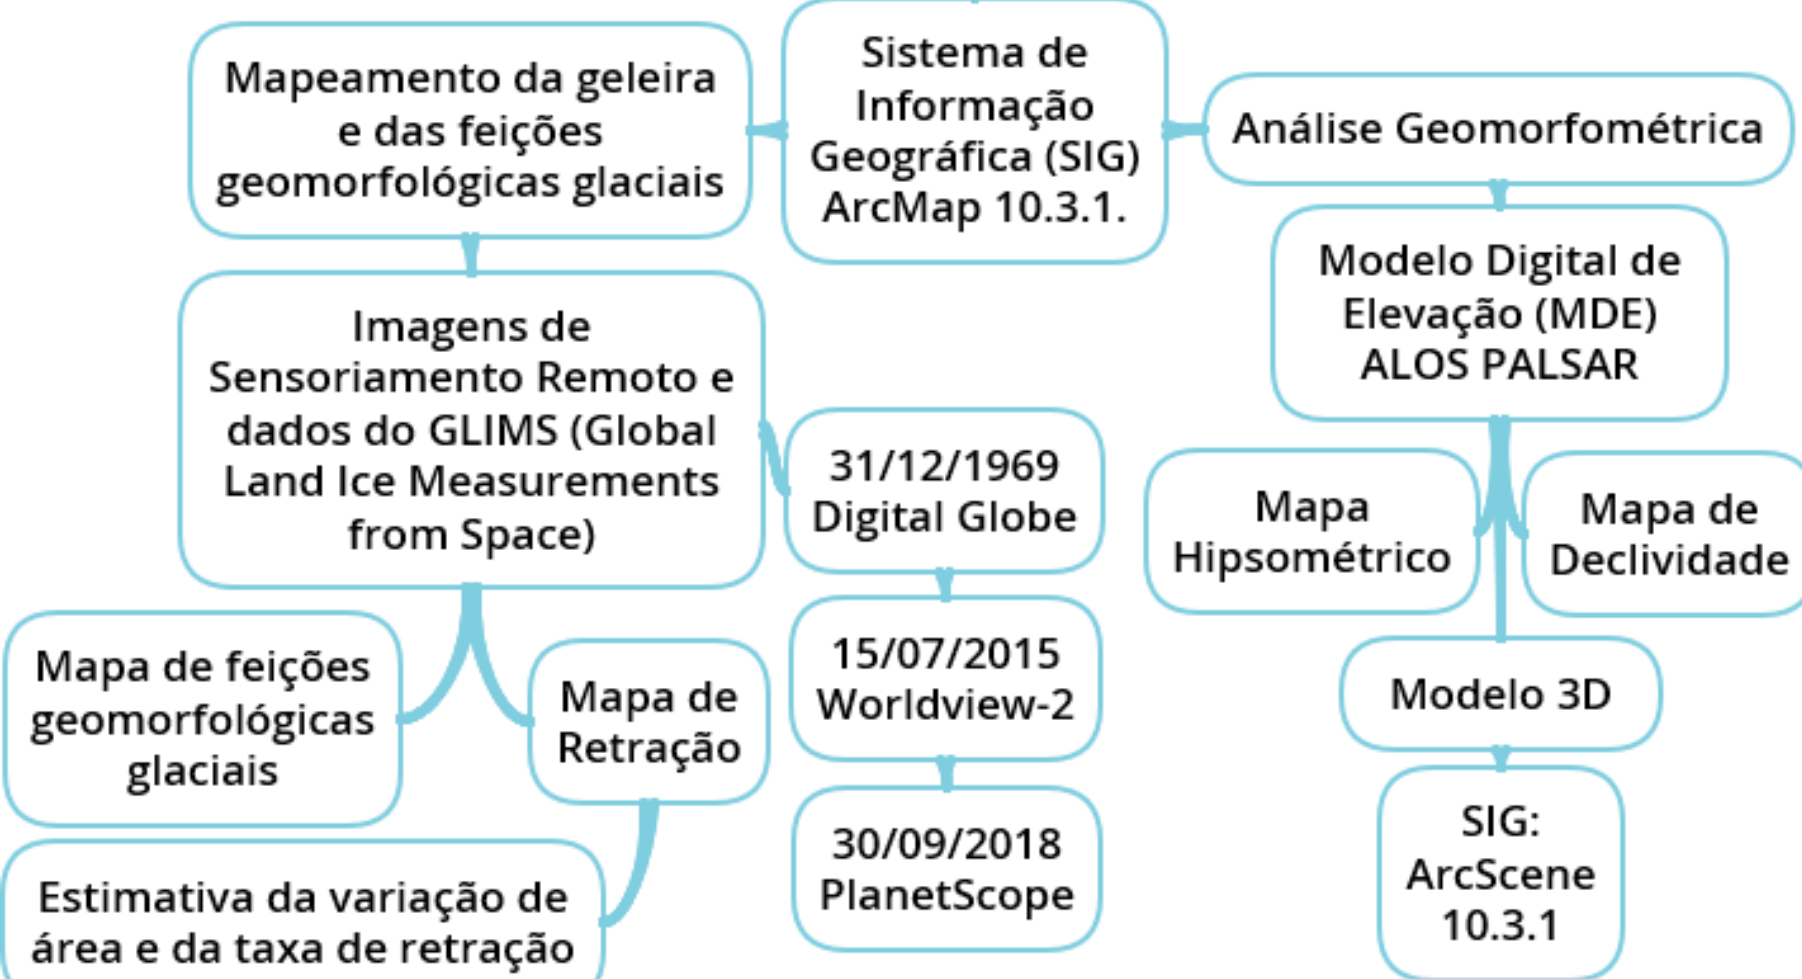 Mapeamento da geleira
e das feições
geomorfológicas glaciais
Sistema de
Informação
Geográfica (SIG)
ArcMap 10.3.1.
Análise Geomorfométrica
Imagens de
Sensoriamento Remoto e
dados do GLIMS (Global
Land Ice Measurements
from Space)
Modelo Digital de
Elevação (MDE)
ALOS PALSAR
31/12/1969
Digital Globe
Mapa
Hipsométrico
Mapa de
Declividade
Mapa de feições
geomorfológicas
glaciais
Mapa de
Retração
15/07/2015
Worldview-2
Modelo 3D
Estimativa da variação de
área e da taxa de retração
30/09/2018
PlanetScope
SIG:
ArcScene
10.3.1